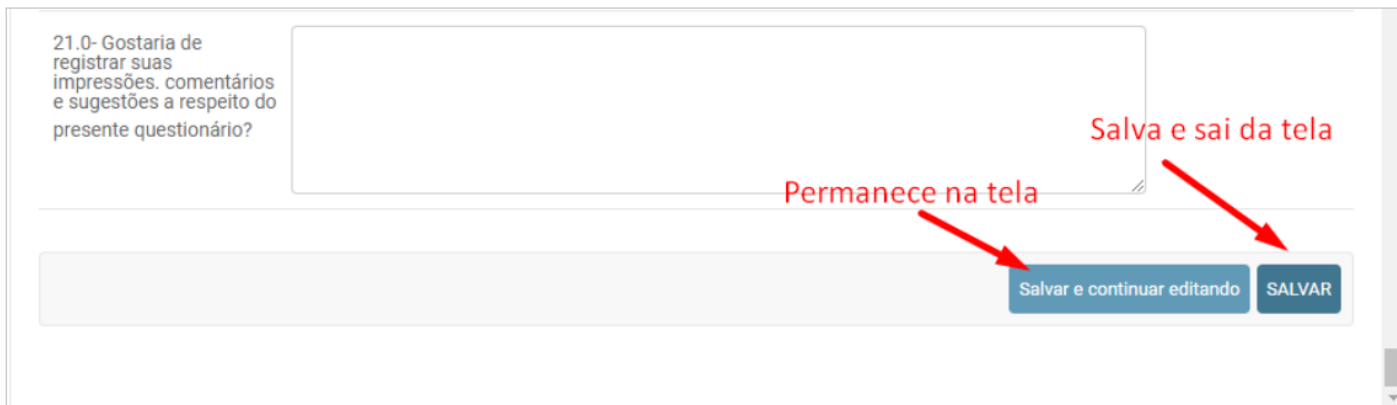 21.0- Gostaria de
registrar suas
impressões. comentários
e sugestões a respeito do
presente questionário?
Salva e sai da tela
Permanece na tela
Salvar e continuar editando
SALVAR